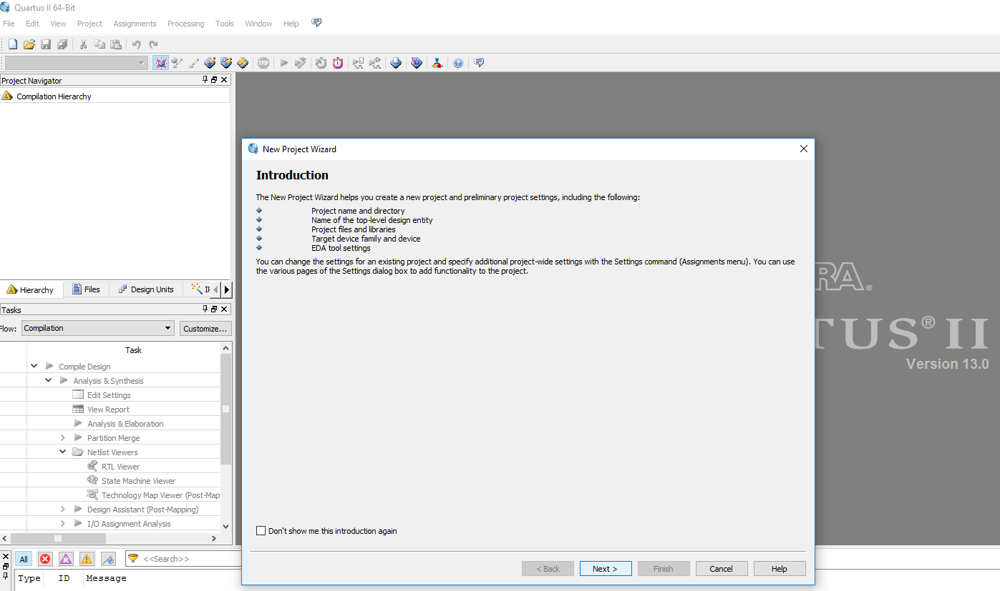 Quartus II 64-Bit
File Edit View Project Assignments Processing Tools Window Help
STOP
Project Navigator
Compilation Hierarchy
Hierarchy Files Design Units
Tasks
Flow: Compilation Customize...
Task
Compile Design
Analysis & Synthesis
Edit Settings
View Report
Analysis & Elaboration
Partition Merge
Netlist Viewers
RTL Viewer
State Machine Viewer
Technology Map Viewer (Post-Map
Design Assistant (Post-Mapping)
I/O Assignment Analysis
All <<Search>>
Type ID Message
New Project Wizard
Introduction
The New Project Wizard helps you create a new project and preliminary project settings, including the following:
Project name and directory
Name of the top-level design entity
Project files and libraries
Target device family and device
EDA tool settings
You can change the settings for an existing project and specify additional project-wide settings with the Settings command (Assignments menu). You can use
the various pages of the Settings dialog box to add functionality to the project.
Don't show me this introduction again
< Back Next > Finish Cancel Help
RA®
TUS® II
Version 13.0